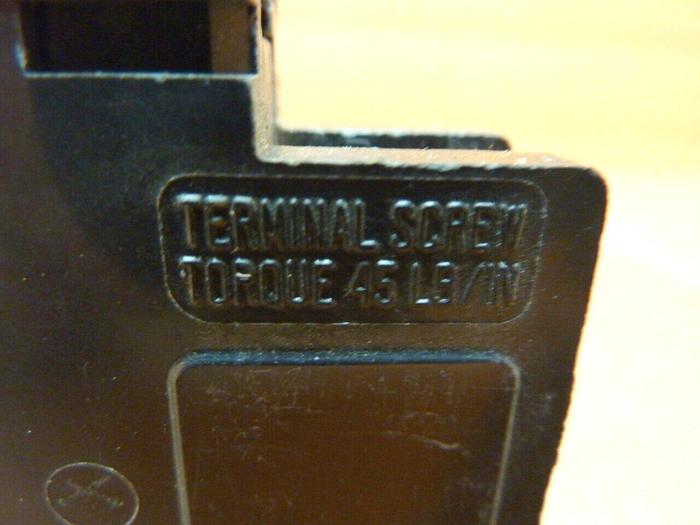 TERMINAL SCREW
TORQUE 45 LB/IN